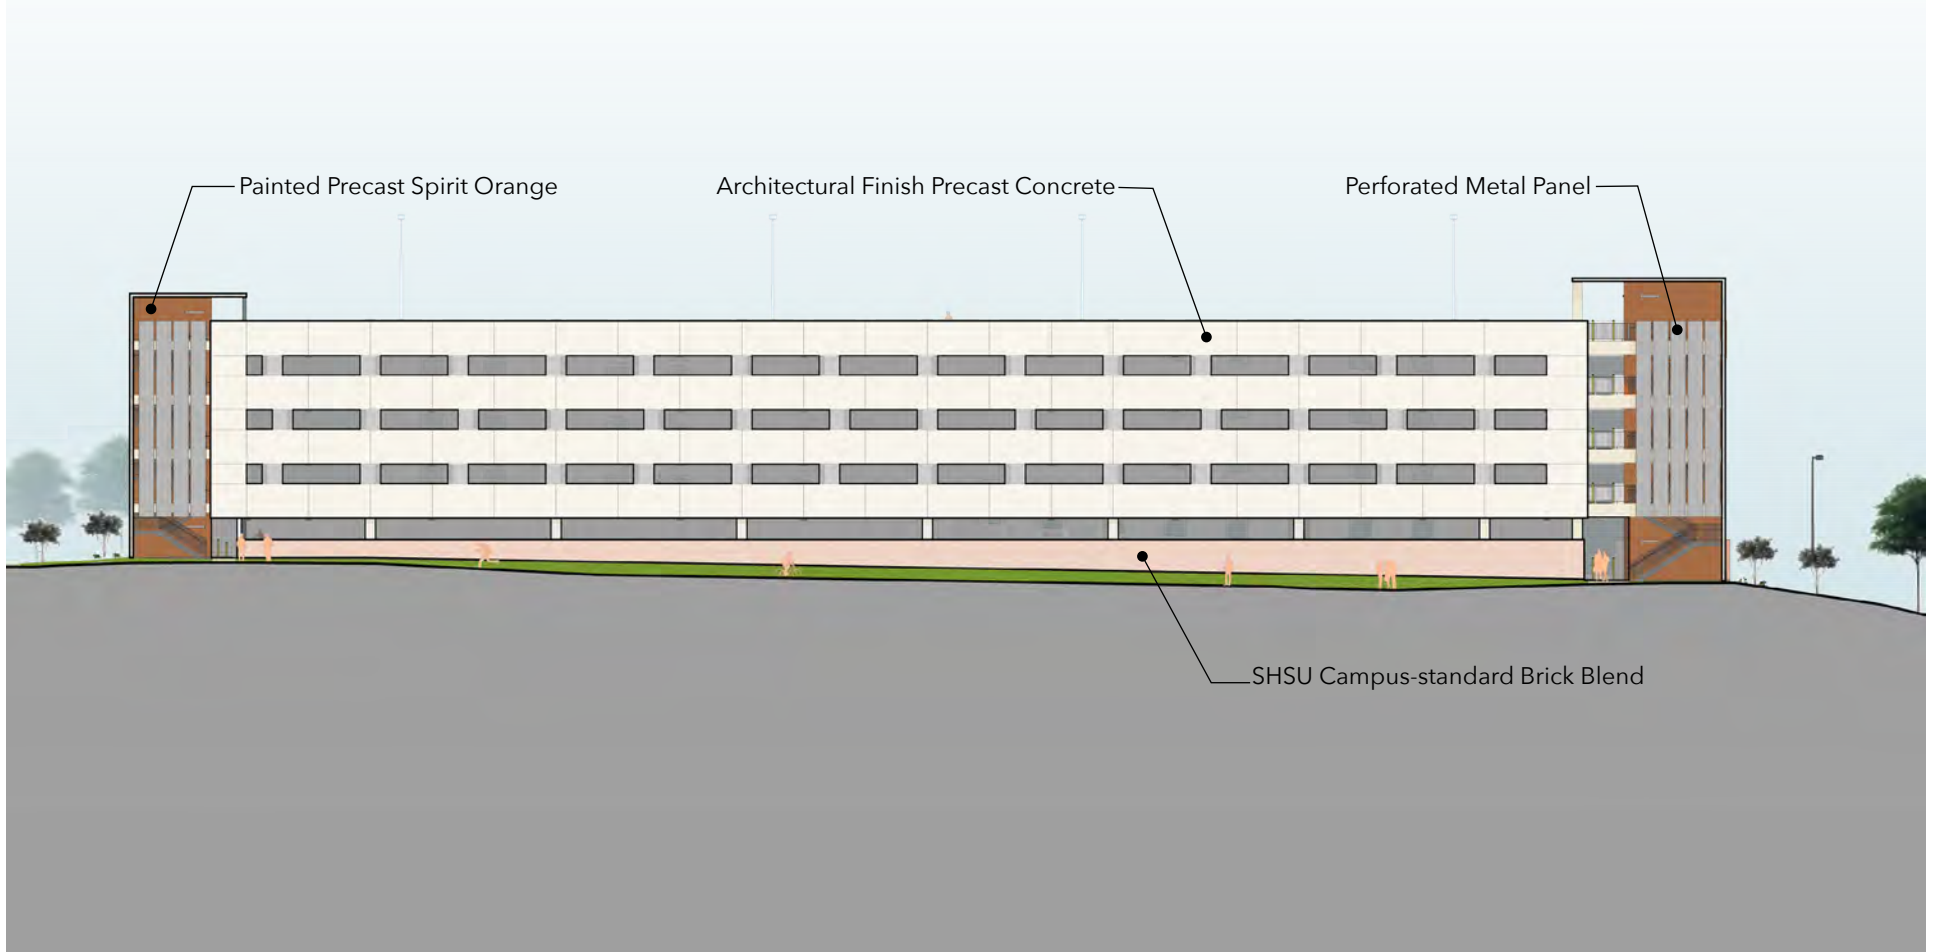 Painted Precast Spirit Orange
Architectural Finish Precast Concrete
Perforated Metal Panel
SHSU Campus-standard Brick Blend